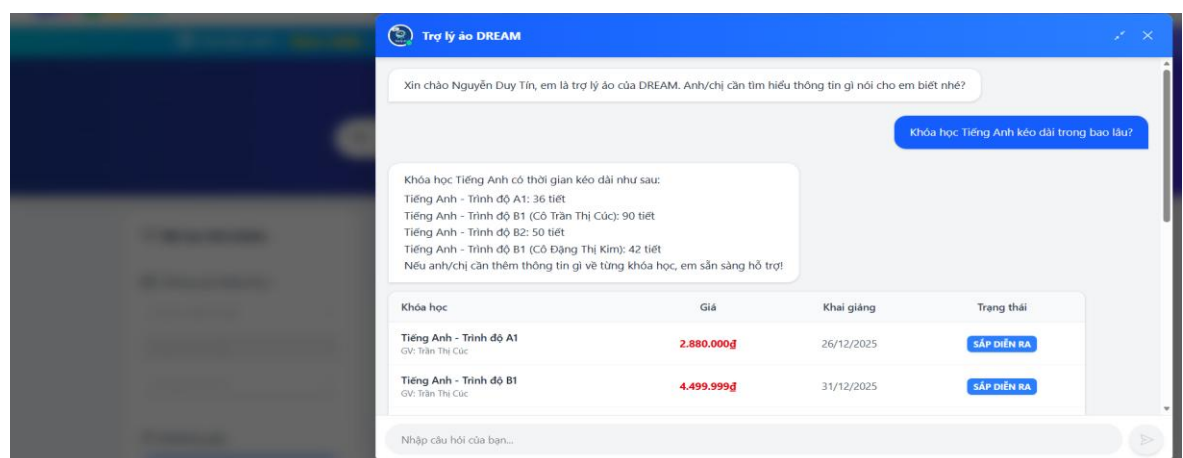 Trợ lý ảo DREAM
Xin chào Nguyễn Duy Tín, em là trợ lý ảo của DREAM. Anh/chị cần tìm hiểu thông tin gì nói cho em biết nhé?
Khóa học Tiếng Anh kéo dài trong bao lâu?
Khóa học Tiếng Anh có thời gian kéo dài như sau:
Tiếng Anh - Trình độ A1: 36 tiết
Tiếng Anh - Trình độ B1 (Cô Trần Thị Cúc): 90 tiết
Tiếng Anh - Trình độ B2: 50 tiết
Tiếng Anh - Trình độ B1 (Cô Đặng Thị Kim): 42 tiết
Nếu anh/chị cần thêm thông tin gì về từng khóa học, em sẵn sàng hỗ trợ!
Khóa học Giá Khai giảng Trạng thái
Tiếng Anh - Trình độ A1
GV: Trần Thị Cúc
2.880.000₫ 26/12/2025 SẮP DIỄN RA
Tiếng Anh - Trình độ B1
GV: Trần Thị Cúc
4.499.999₫ 31/12/2025 SẮP DIỄN RA
Nhập câu hỏi của bạn...